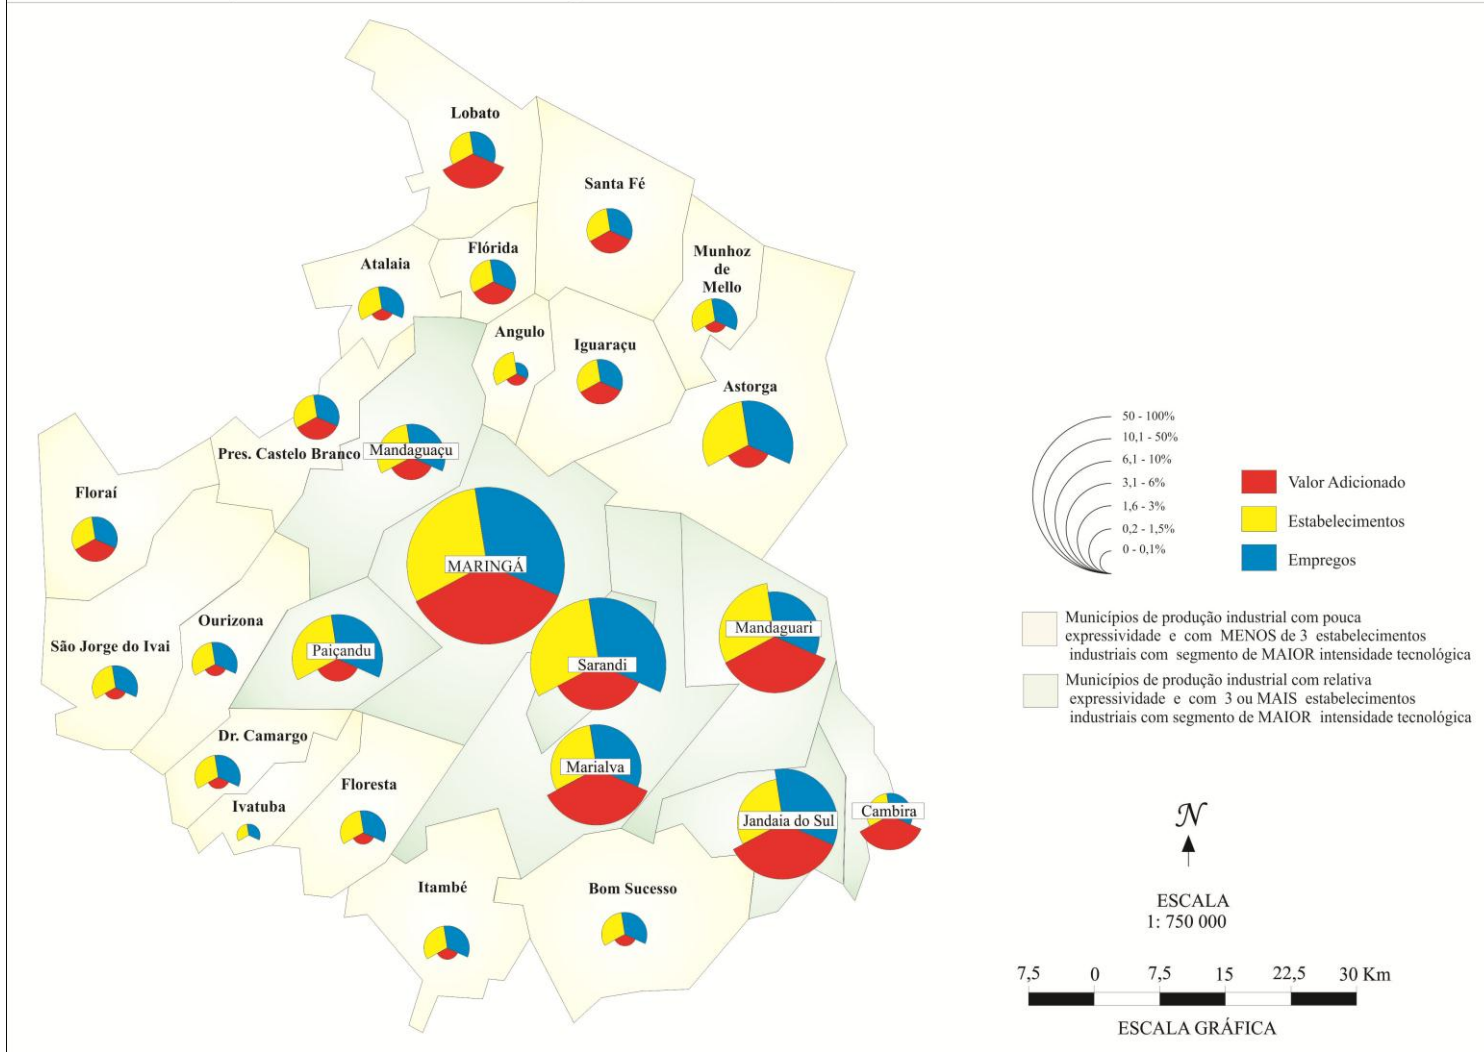 Lobato
Santa Fé
Flórida
Munhoz
de
Mello
Atalaia
Angulo
Iguaraçu
Astorga
Pres. Castelo Branco
Mandaguaçu
Floraí
MARINGÁ
Ourizona
São Jorge do Ivai
Paiçandu
Sarandi
Mandaguari
Dr. Camargo
Marialva
Ivatuba
Floresta
Jandaia do Sul
Cambira
Itambé
Bom Sucesso
50 - 100%
10,1 - 50%
6,1 - 10%
3,1 - 6%
1,6 - 3%
0,2 - 1,5%
0 - 0,1%
Valor Adicionado
Estabelecimentos
Empregos
Municípios de produção industrial com pouca
expressividade e com MENOS de 3 estabelecimentos
industriais com segmento de MAIOR intensidade tecnológica
Municípios de produção industrial com relativa
expressividade e com 3 ou MAIS estabelecimentos
industriais com segmento de MAIOR intensidade tecnológica
N
ESCALA
1: 750 000
7,5 0 7,5 15 22,5 30 Km
ESCALA GRÁFICA